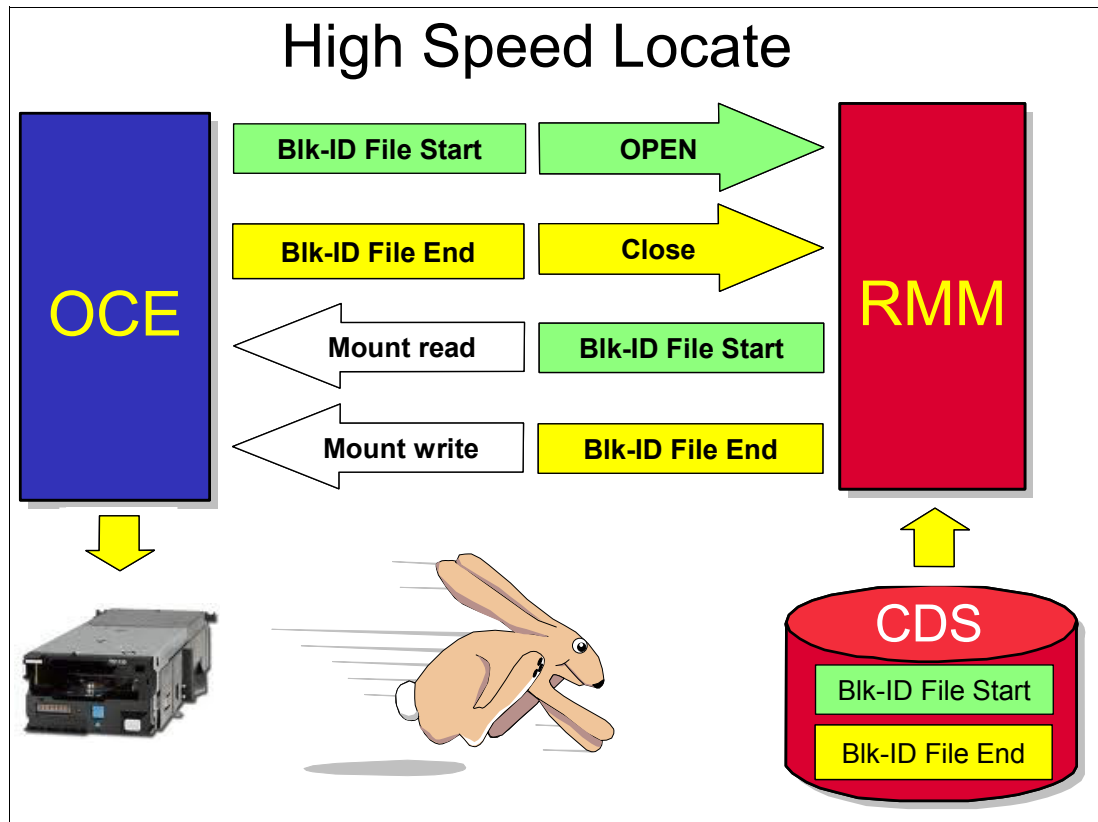 High Speed Locate
Blk-ID File Start
OPEN
Blk-ID File End
Close
OCE
RMM
Mount read
Blk-ID File Start
Mount write
Blk-ID File End
CDS
Blk-ID File Start
Blk-ID File End